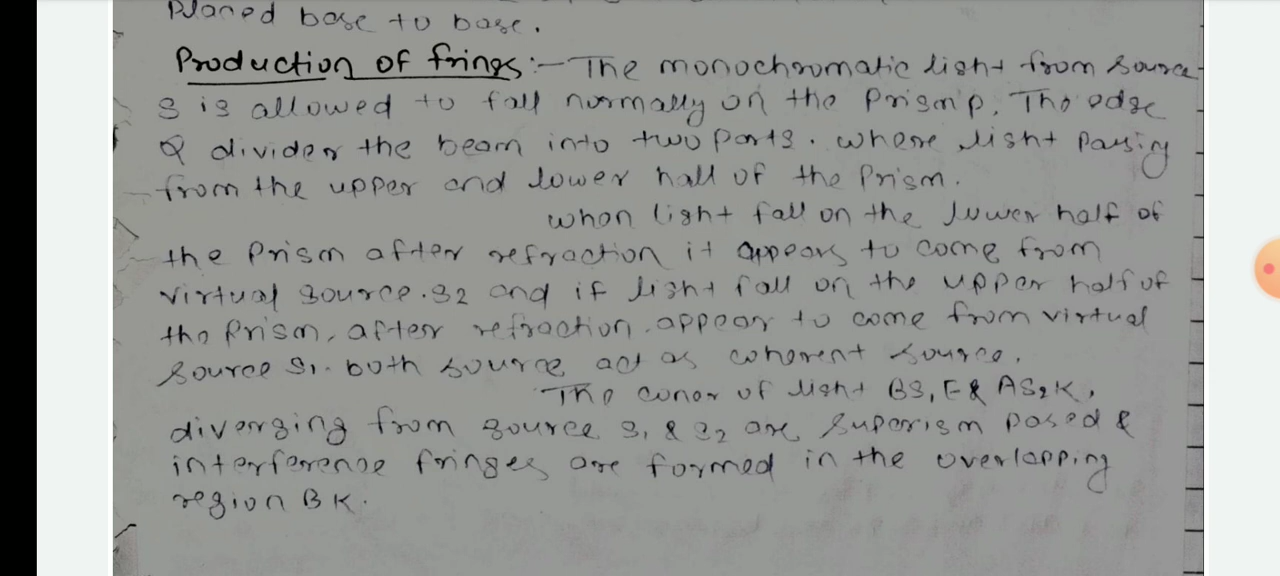 Placed base to base.
Production of frings :- The monochromatic light from source
S is allowed to fall normally on the Prism P. The edge
Q divides the beam into two parts. where light passing
from the upper and lower half of the Prism.
when light fall on the lower half of
the Prism after refraction it appears to come from
virtual source. S2 and if light fall on the upper half of
the Prism, after refraction. appear to come from virtual
source S1. both source act as coherent source.
The cones of light BS1E & AS2K,
diverging from source S1 & S2 are superism posed &
interference fringes are formed in the overlapping
region BK.